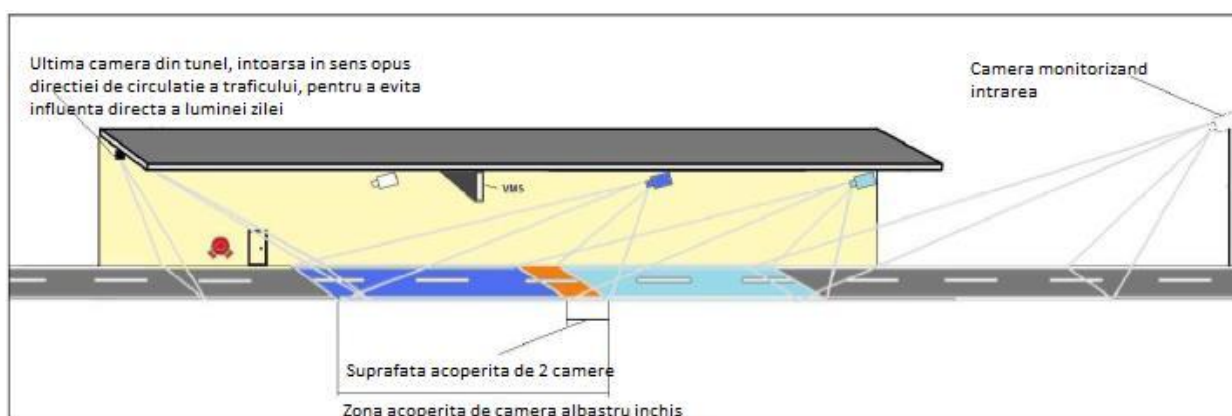 Ultima camera din tunel, intoarsa in sens opus
directiei de circulatie a traficului, pentru a evita
influenta directa a luminei zilei
Camera monitorizand
intrarea
VMS
Suprafata acoperita de 2 camere
Zona acoperita de camera albastru inchis